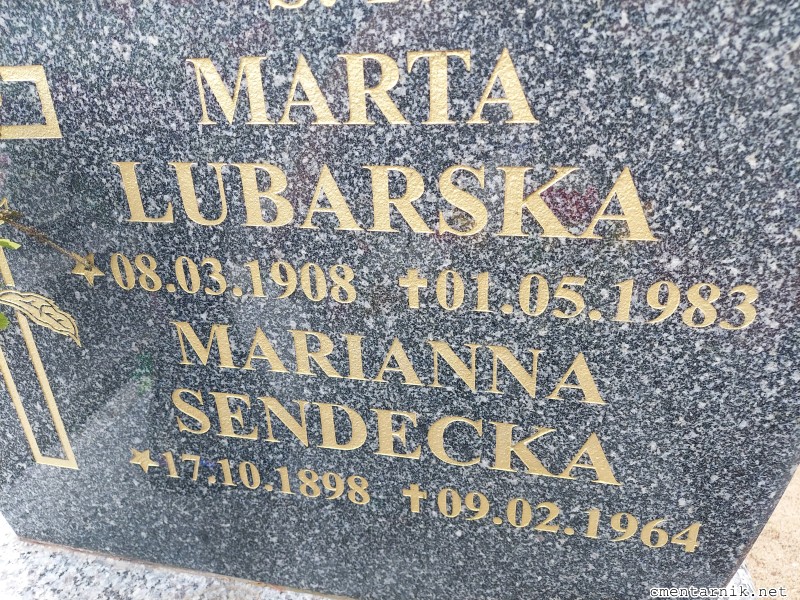 MARTA
LUBARSKA
08.03.1908 01.05.1983
MARIANNA
SENDECKA
17.10.1898 09.02.1964
cmentarnik.net